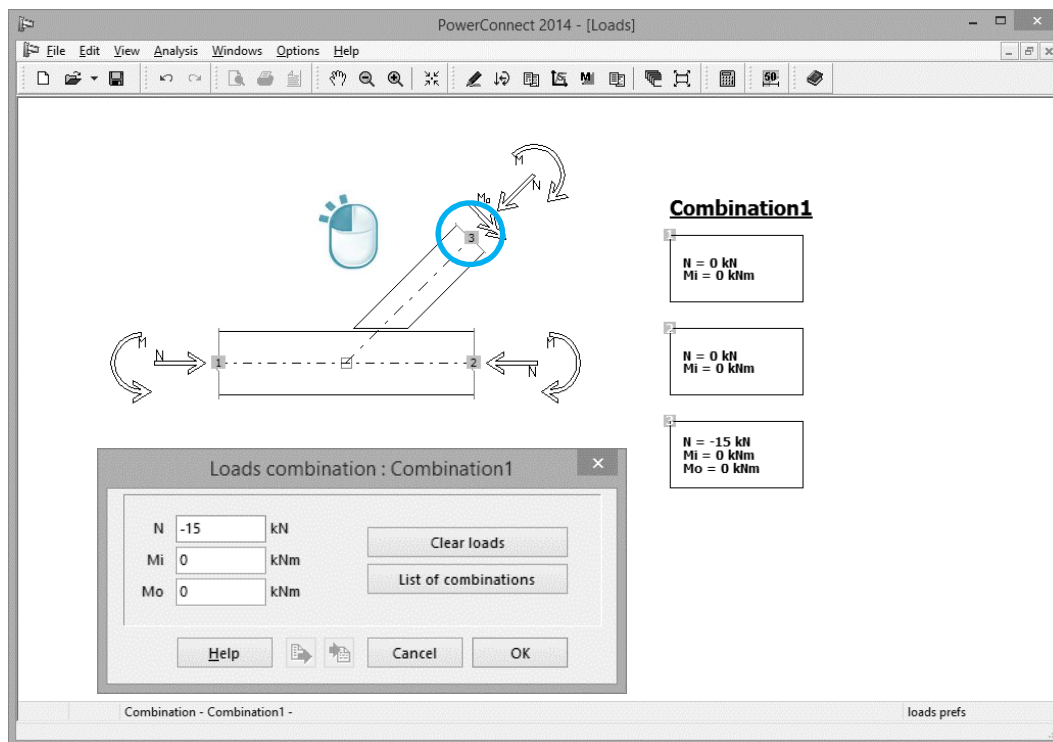 PowerConnect 2014 - [Loads]
File Edit View Analysis Windows Options Help
50
M
N
Mo
3
M
N
1
2
N
M
Combination1
1
N = 0 kN
Mi = 0 kNm
2
N = 0 kN
Mi = 0 kNm
3
N = -15 kN
Mi = 0 kNm
Mo = 0 kNm
Loads combination : Combination1
N -15 kN
Mi 0 kNm
Mo 0 kNm
Clear loads
List of combinations
Help Cancel OK
Combination - Combination1 - loads prefs